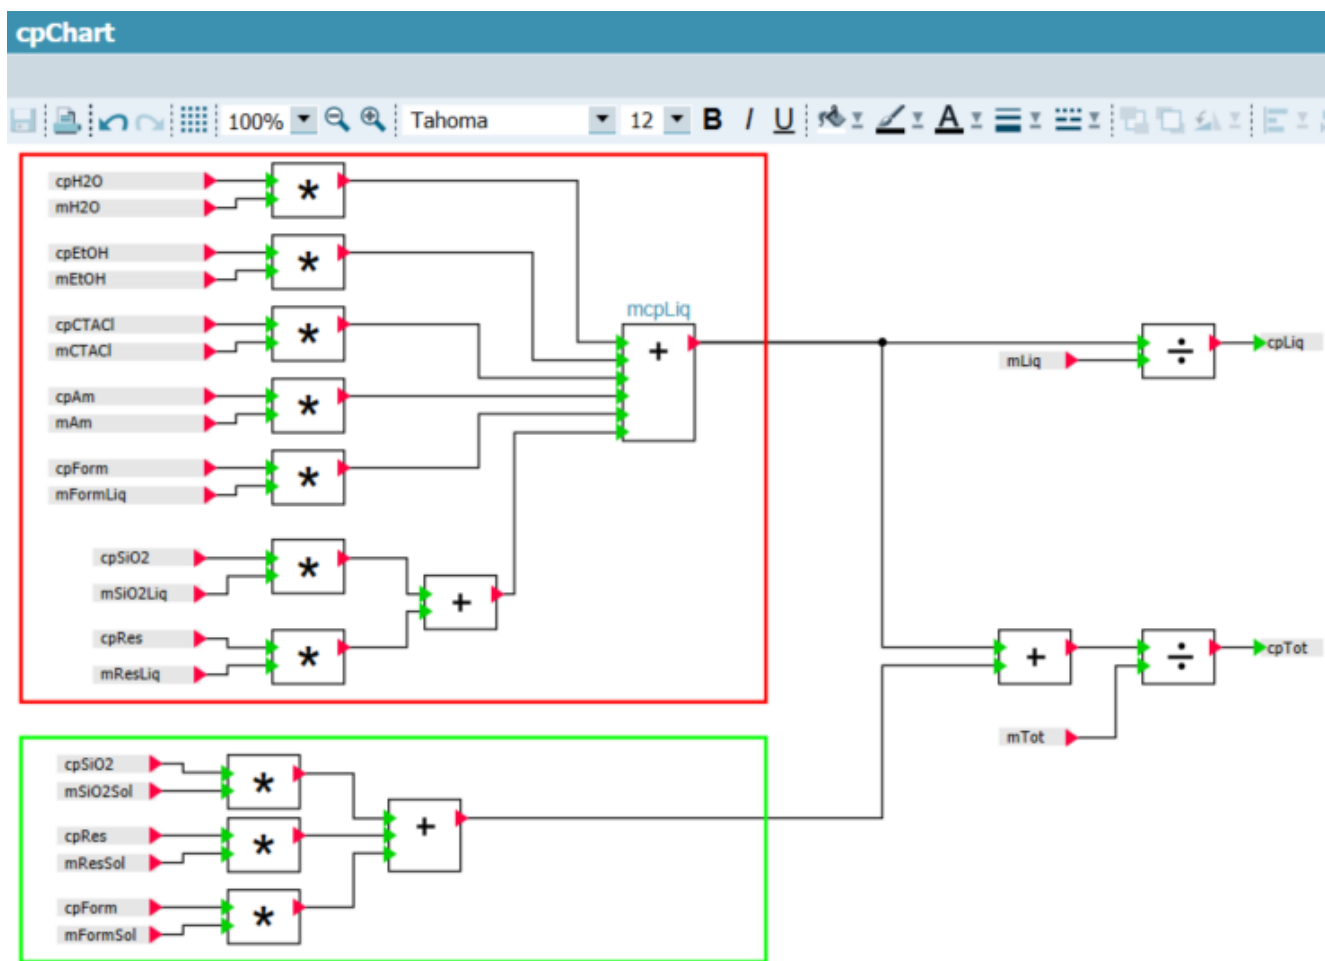 cpChart
100% Tahoma 12 B I U A
cpH2O
mH2O
*
cpEtOH
mEtOH
*
mcpLiq
cpCTACl
mCTACl
*
+
÷
cpLiq
mLiq
cpAm
mAm
*
cpForm
mFormLiq
*
cpSiO2
mSiO2Liq
*
+
cpRes
mResLiq
*
+
÷
cpTot
mTot
cpSiO2
mSiO2Sol
*
+
cpRes
mResSol
*
cpForm
mFormSol
*